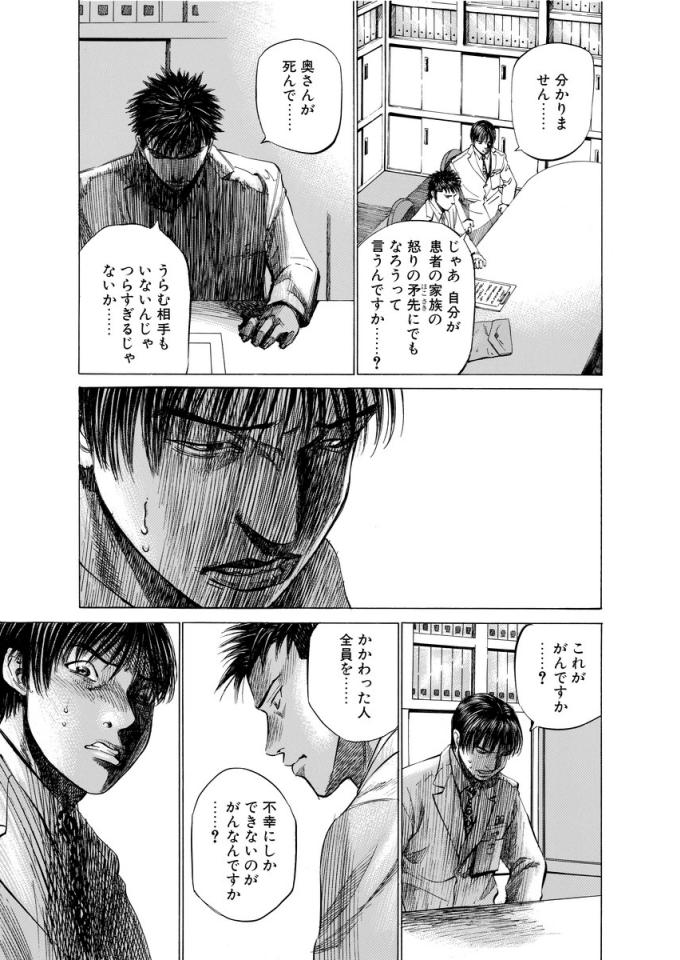 分かりま
せん……
じゃあ 自分が
患者の家族の
怒りの矛先にでも
ほこさき
なろうって
言うんですか……？
奥さんが
死んで……
うらむ相手も
いないんじゃ
つらすぎるじゃ
ないか……
これが
がんですか
……？
かかわった人
全員を……
不幸にしか
できないのが
がんなんですか
……？